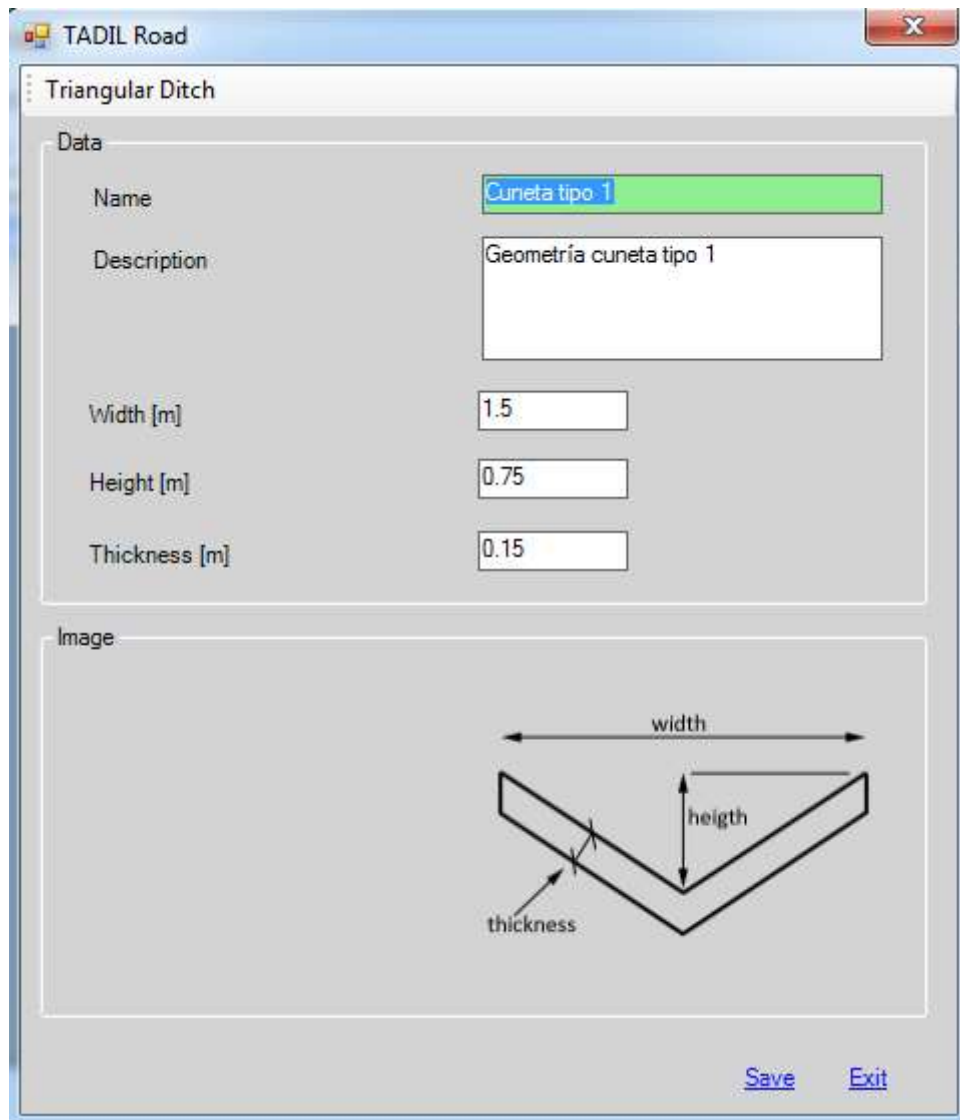 TADIL Road
Triangular Ditch
Data
Name
Cuneta tipo 1
Description
Geometría cuneta tipo 1
Width [m]
1.5
Height [m]
0.75
Thickness [m]
0.15
Image
width
heigth
thickness
Save
Exit